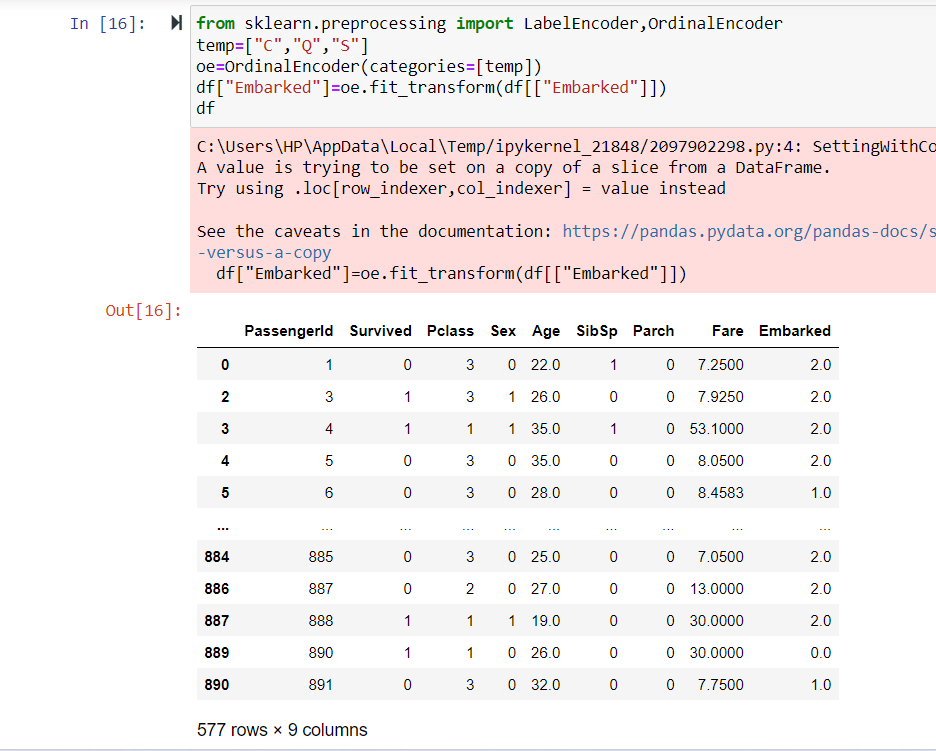 In [16]:
from sklearn.preprocessing import LabelEncoder,OrdinalEncoder
temp=["C","Q","S"]
oe=OrdinalEncoder(categories=[temp])
df["Embarked"]=oe.fit_transform(df[["Embarked"]])
df
C:\Users\HP\AppData\Local\Temp/ipykernel_21848/2097902298.py:4: SettingWithCo
A value is trying to be set on a copy of a slice from a DataFrame.
Try using .loc[row_indexer,col_indexer] = value instead
See the caveats in the documentation: https://pandas.pydata.org/pandas-docs/s
-versus-a-copy
df["Embarked"]=oe.fit_transform(df[["Embarked"]])
Out[16]:
PassengerId Survived Pclass Sex Age SibSp Parch Fare Embarked
0 1 0 3 0 22.0 1 0 7.2500 2.0
2 3 1 3 1 26.0 0 0 7.9250 2.0
3 4 1 1 1 35.0 1 0 53.1000 2.0
4 5 0 3 0 35.0 0 0 8.0500 2.0
5 6 0 3 0 28.0 0 0 8.4583 1.0
... ... ... ... ... ... ... ... ... ...
884 885 0 3 0 25.0 0 0 7.0500 2.0
886 887 0 2 0 27.0 0 0 13.0000 2.0
887 888 1 1 1 19.0 0 0 30.0000 2.0
889 890 1 1 0 26.0 0 0 30.0000 0.0
890 891 0 3 0 32.0 0 0 7.7500 1.0
577 rows × 9 columns